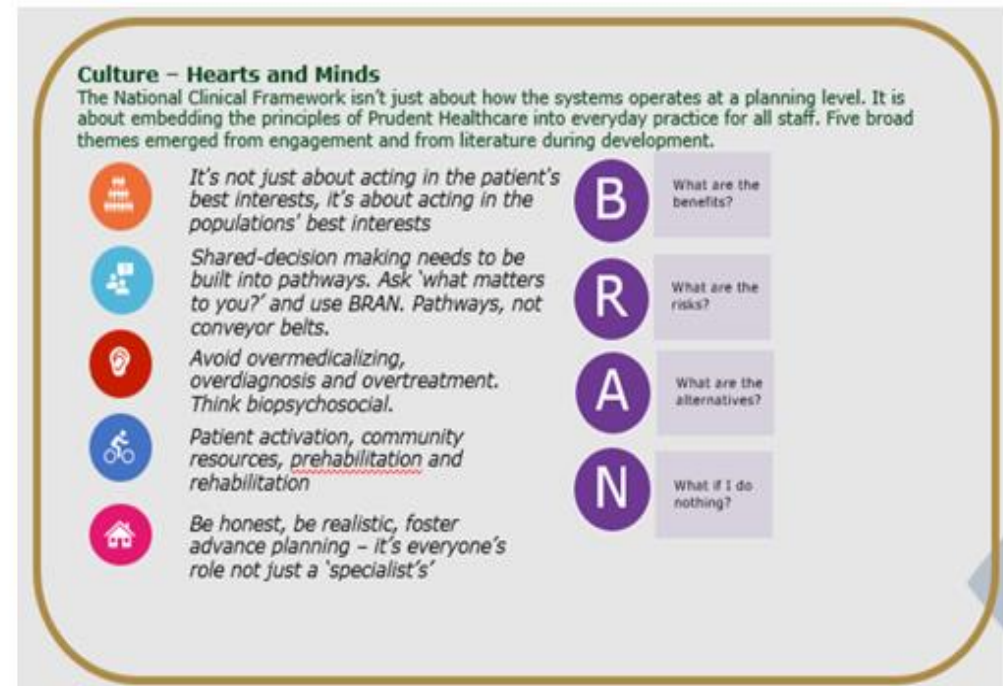 Culture – Hearts and Minds
The National Clinical Framework isn't just about how the systems operates at a planning level. It is
about embedding the principles of Prudent Healthcare into everyday practice for all staff. Five broad
themes emerged from engagement and from literature during development.
It's not just about acting in the patient's
best interests, it's about acting in the
populations' best interests
Shared-decision making needs to be
built into pathways. Ask 'what matters
to you?' and use BRAN. Pathways, not
conveyor belts.
Avoid overmedicalizing,
overdiagnosis and overtreatment.
Think biopsychosocial.
Patient activation, community
resources, prehabilitation and
rehabilitation
Be honest, be realistic, foster
advance planning – it's everyone's
role not just a 'specialist's'
B
What are the
benefits?
R
What are the
risks?
A
What are the
alternatives?
N
What if I do
nothing?